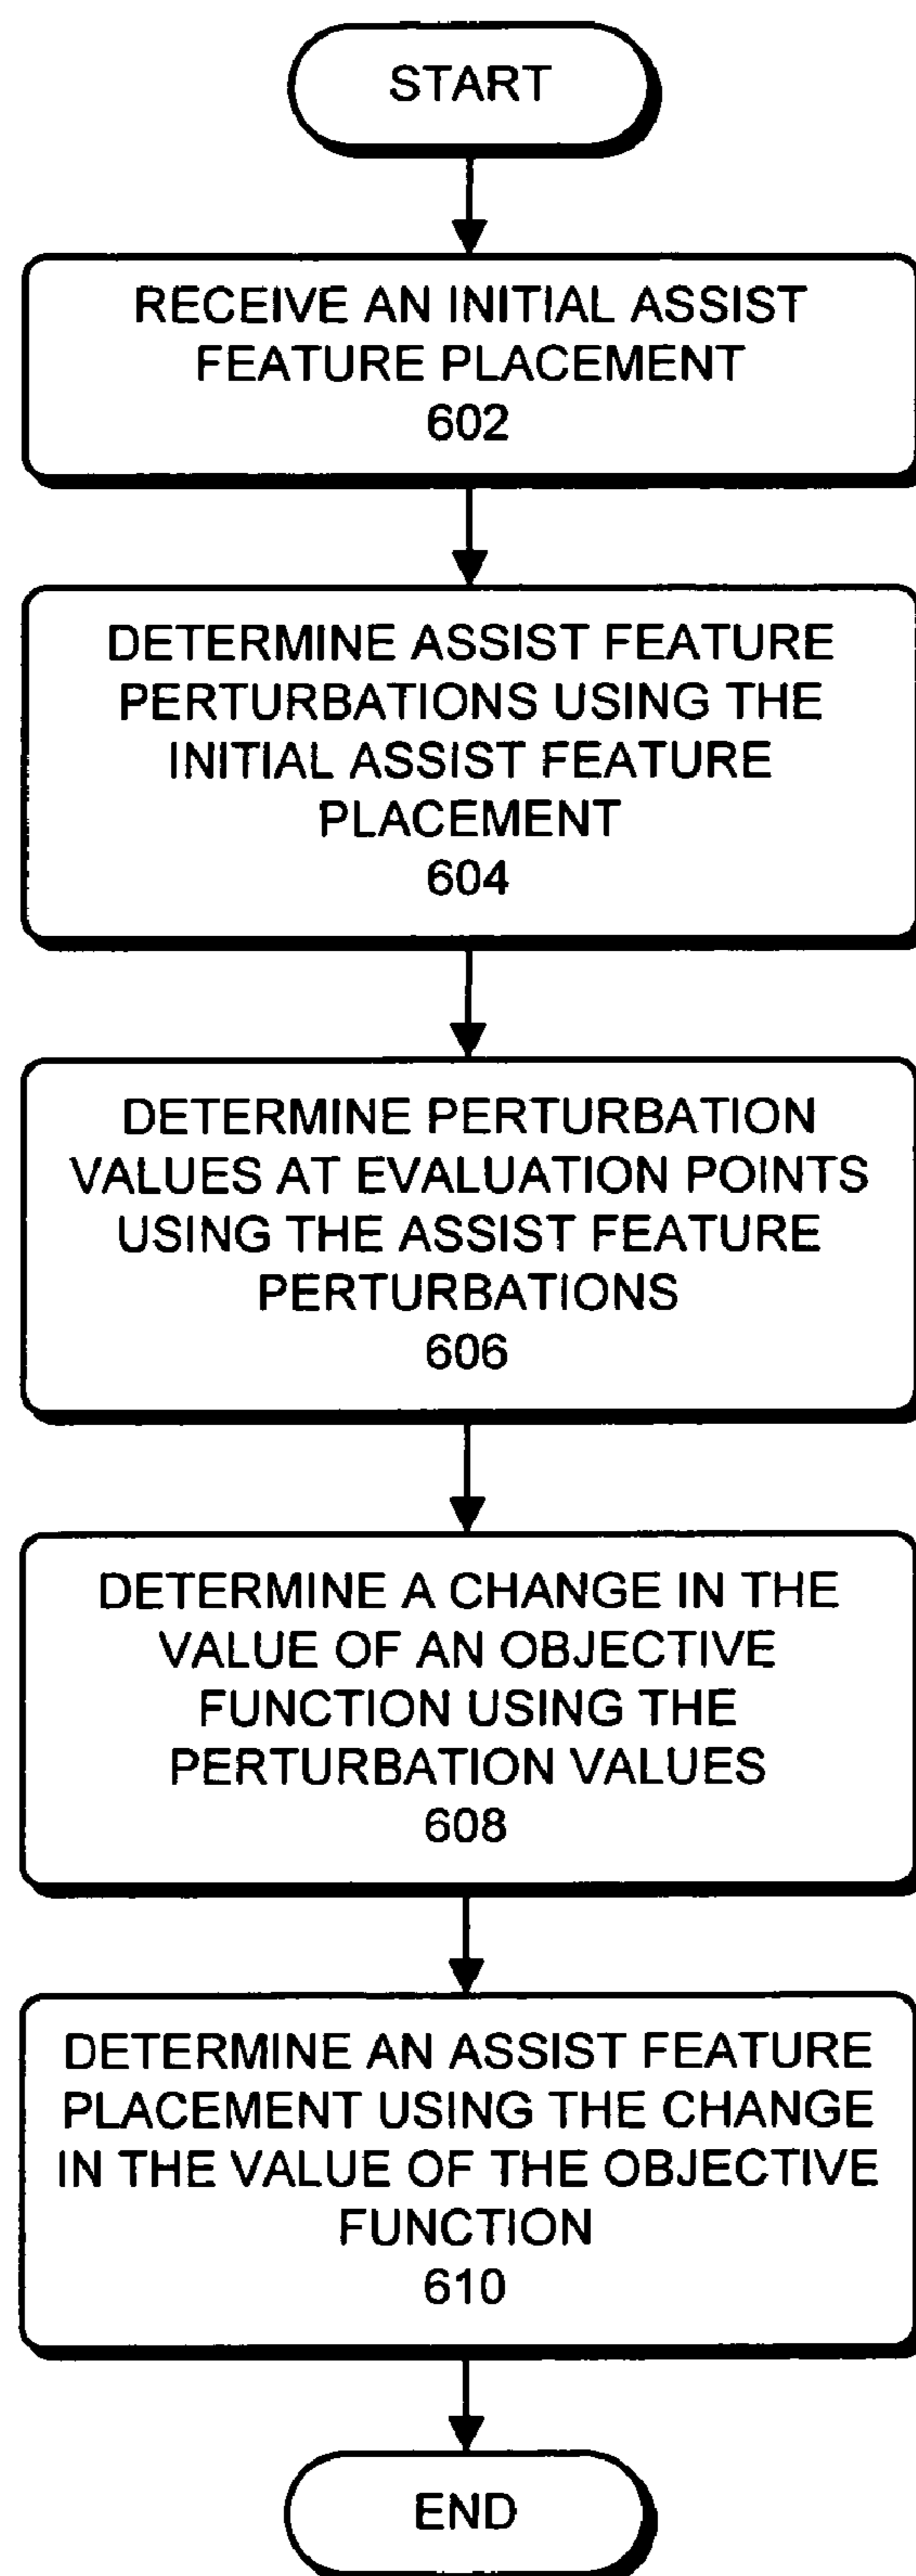 START
RECEIVE AN INITIAL ASSIST
FEATURE PLACEMENT
602
DETERMINE ASSIST FEATURE
PERTURBATIONS USING THE
INITIAL ASSIST FEATURE
PLACEMENT
604
DETERMINE PERTURBATION
VALUES AT EVALUATION POINTS
USING THE ASSIST FEATURE
PERTURBATIONS
606
DETERMINE A CHANGE IN THE
VALUE OF AN OBJECTIVE
FUNCTION USING THE
PERTURBATION VALUES
608
DETERMINE AN ASSIST FEATURE
PLACEMENT USING THE CHANGE
IN THE VALUE OF THE OBJECTIVE
FUNCTION
610
END